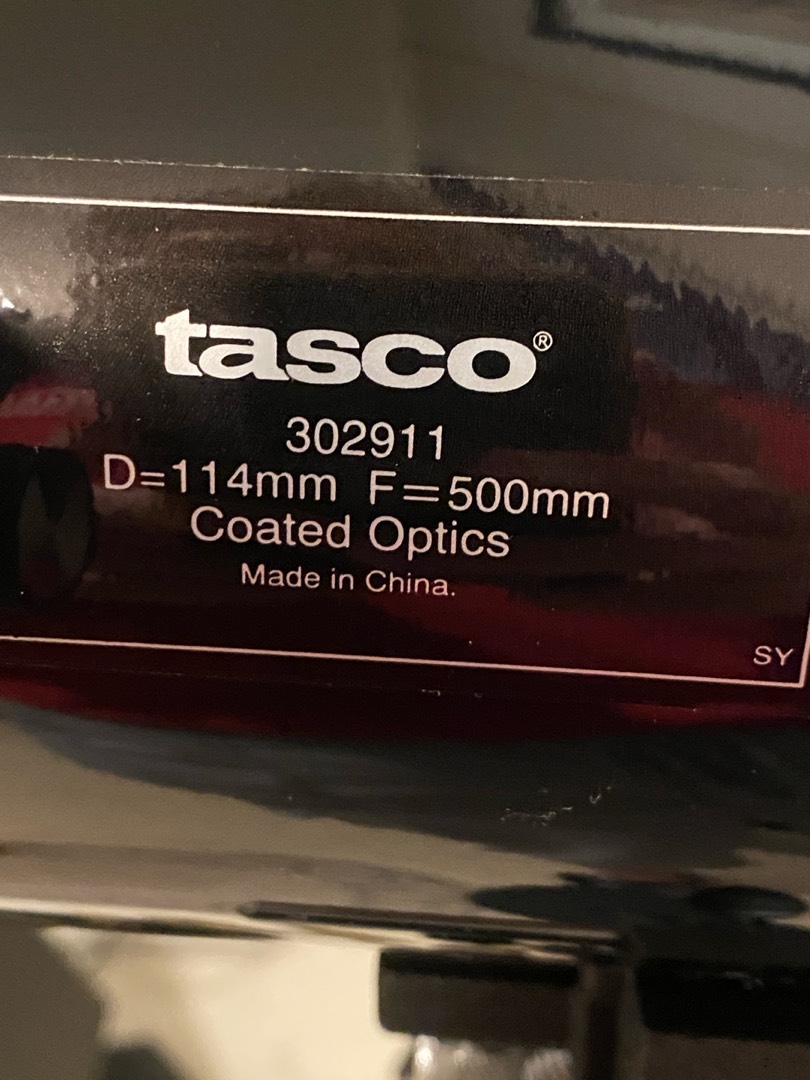 tasco®
302911
D=114mm F=500mm
Coated Optics
Made in China.
SY